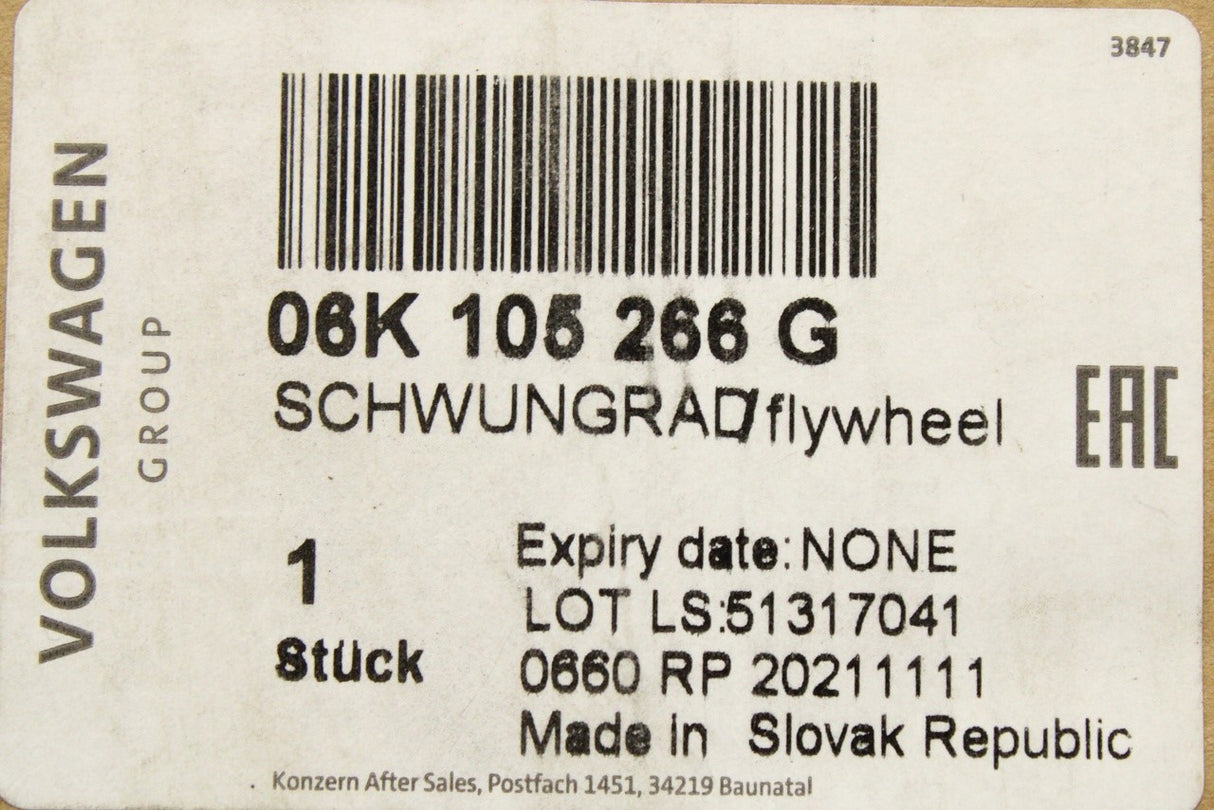 3847
VOLKSWAGEN
GROUP
06K 105 266 G
SCHWUNGRAD/flywheel
EAC
1
Stück
Expiry date:NONE
LOT LS:51317041
0660 RP 20211111
Made in Slovak Republic
Konzern After Sales, Postfach 1451, 34219 Baunatal